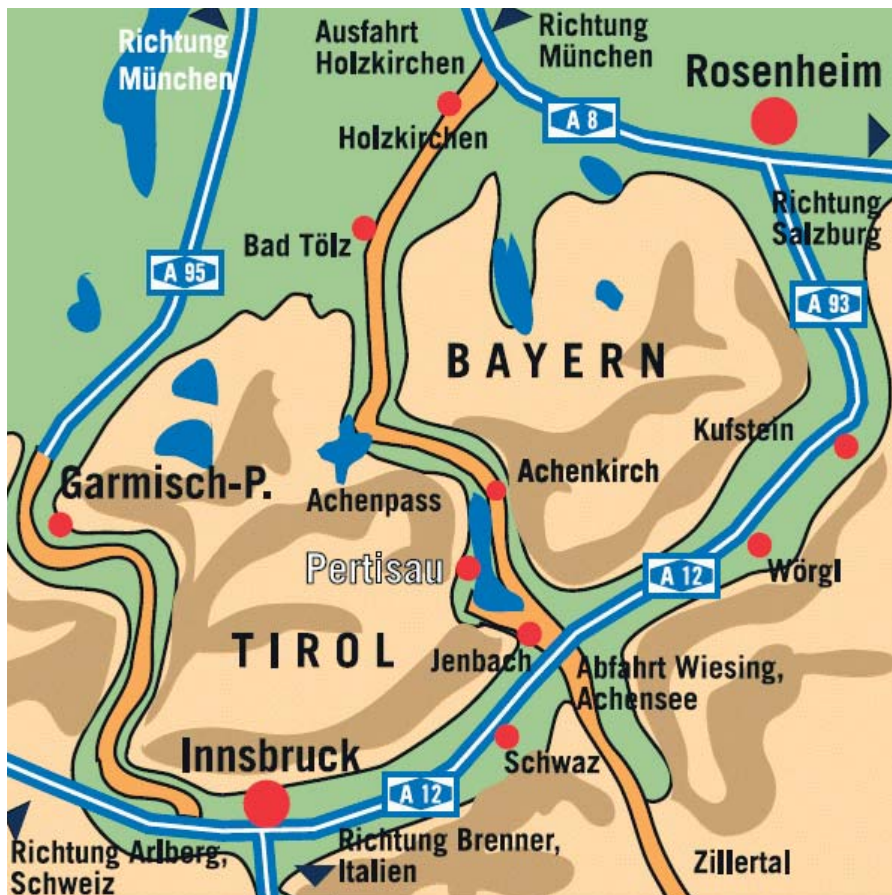 Richtung
München
Ausfahrt
Holzkirchen
Richtung
München
Rosenheim
A 8
Holzkirchen
Richtung
Salzburg
Bad Tölz
A 95
A 93
BAYERN
Kufstein
Garmisch-P.
Achenkirch
Achenpass
Pertisau
A 12
Wörgl
TIROL
Jenbach
Abfahrt Wiesing,
Achensee
Innsbruck
Schwaz
A 12
Richtung Arlberg,
Schweiz
Richtung Brenner,
Italien
Zillertal